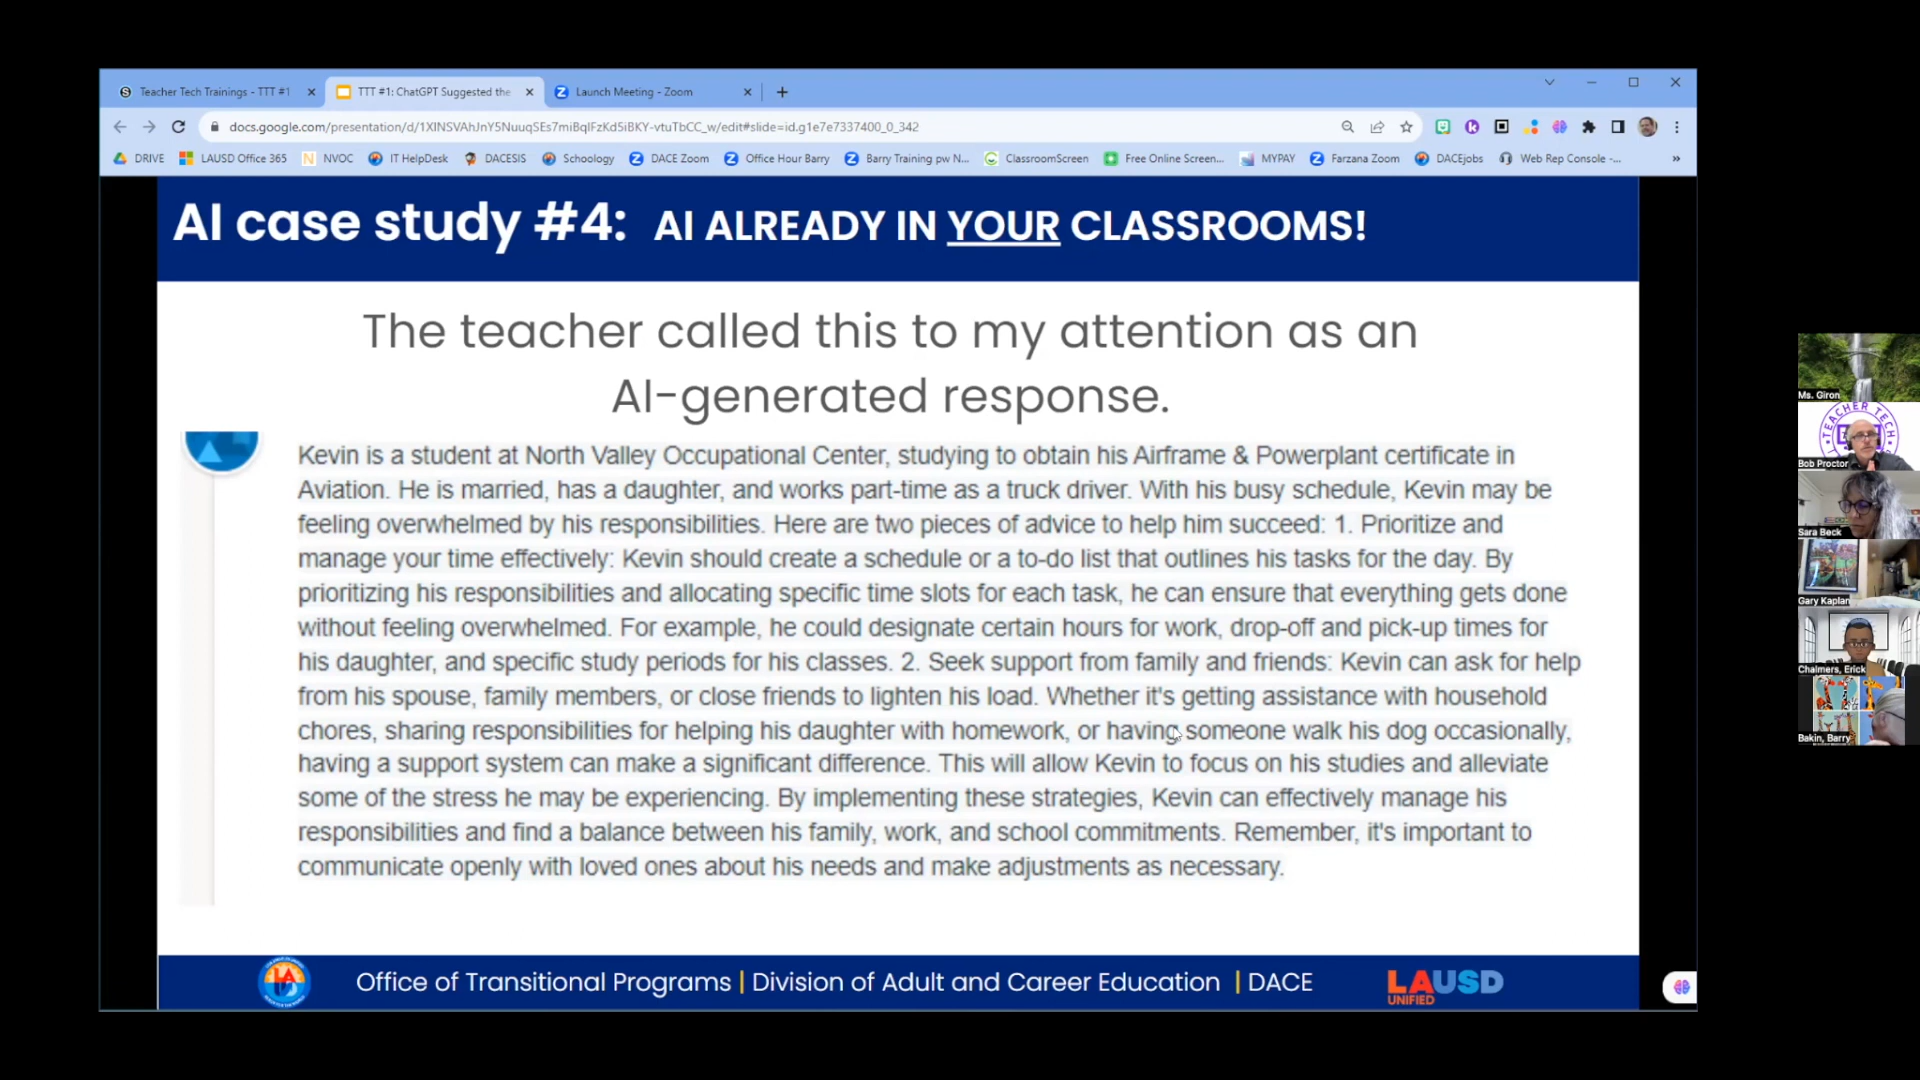 Teacher Tech Trainings - TTT #1
TTT #1: ChatGPT Suggested the
Launch Meeting - Zoom
docs.google.com/presentation/d/1XINSVAhJnY5NuuqSEs7miBqIFzKd5iBKY-vtuTbCC_w/edit#slide=id.g1e7e7337400_0_342
DRIVE LAUSD Office 365 NVOC IT HelpDesk DACESIS Schoology DACE Zoom Office Hour Barry Barry Training pw N... ClassroomScreen Free Online Screen... MYPAY Farzana Zoom DACEjobs Web Rep Console -... »
AI case study #4: AI ALREADY IN YOUR CLASSROOMS!
The teacher called this to my attention as an
AI-generated response.
Kevin is a student at North Valley Occupational Center, studying to obtain his Airframe & Powerplant certificate in
Aviation. He is married, has a daughter, and works part-time as a truck driver. With his busy schedule, Kevin may be
feeling overwhelmed by his responsibilities. Here are two pieces of advice to help him succeed: 1. Prioritize and
manage your time effectively: Kevin should create a schedule or a to-do list that outlines his tasks for the day. By
prioritizing his responsibilities and allocating specific time slots for each task, he can ensure that everything gets done
without feeling overwhelmed. For example, he could designate certain hours for work, drop-off and pick-up times for
his daughter, and specific study periods for his classes. 2. Seek support from family and friends: Kevin can ask for help
from his spouse, family members, or close friends to lighten his load. Whether it's getting assistance with household
chores, sharing responsibilities for helping his daughter with homework, or having someone walk his dog occasionally,
having a support system can make a significant difference. This will allow Kevin to focus on his studies and alleviate
some of the stress he may be experiencing. By implementing these strategies, Kevin can effectively manage his
responsibilities and find a balance between his family, work, and school commitments. Remember, it's important to
communicate openly with loved ones about his needs and make adjustments as necessary.
Office of Transitional Programs | Division of Adult and Career Education | DACE
LAUSD
UNIFIED
Ms. Giron
TEACHER TECH
Bob Proctor
Sara Beck
Gary Kaplan
Chalmers, Erick
Bakin, Barry